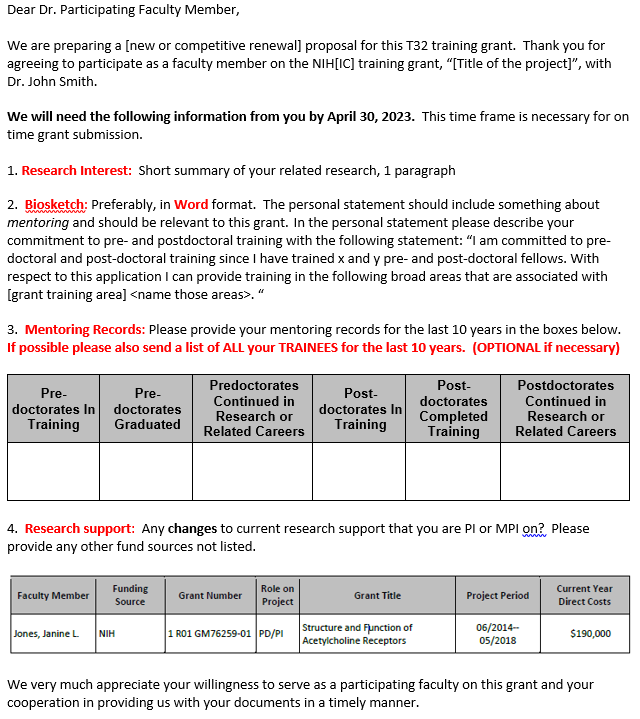 Dear Dr. Participating Faculty Member,
We are preparing a [new or competitive renewal] proposal for this T32 training grant.  Thank you for
agreeing to participate as a faculty member on the NIH[IC] training grant, “[Title of the project]”, with
Dr. John Smith.
We will need the following information from you by April 30, 2023.  This time frame is necessary for on
time grant submission.
1. Research Interest:  Short summary of your related research, 1 paragraph
2.  Biosketch: Preferably, in Word format.  The personal statement should include something about
mentoring and should be relevant to this grant. In the personal statement please describe your
commitment to pre- and postdoctoral training with the following statement: “I am committed to pre-
doctoral and post-doctoral training since I have trained x and y pre- and post-doctoral fellows. With
respect to this application I can provide training in the following broad areas that are associated with
[grant training area] <name those areas>. “
3.  Mentoring Records: Please provide your mentoring records for the last 10 years in the boxes below.
If possible please also send a list of ALL your TRAINEES for the last 10 years.  (OPTIONAL if necessary)
Pre-
doctorates In
Training
Pre-
doctorates
Graduated
Predoctorates
Continued in
Research or
Related Careers
Post-
doctorates In
Training
Post-
doctorates
Completed
Training
Postdoctorates
Continued in
Research or
Related Careers
4.  Research support:  Any changes to current research support that you are PI or MPI on?  Please
provide any other fund sources not listed.
Faculty Member
Funding
Source
Grant Number
Role on
Project
Grant Title
Project Period
Current Year
Direct Costs
Jones, Janine L.
NIH
1 R01 GM76259-01
PD/PI
Structure and Function of
Acetylcholine Receptors
06/2014--
05/2018
$190,000
We very much appreciate your willingness to serve as a participating faculty on this grant and your
cooperation in providing us with your documents in a timely manner.